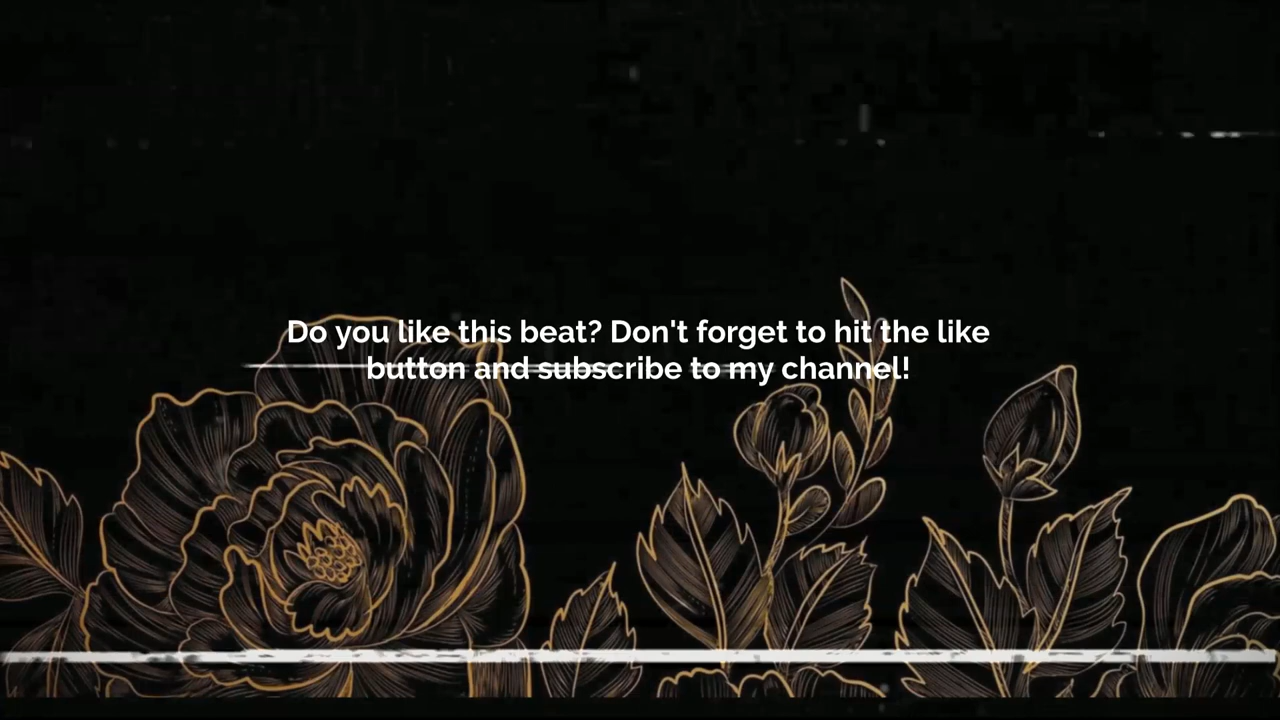 Do you like this beat? Don't forget to hit the like
button and subscribe to my channel!